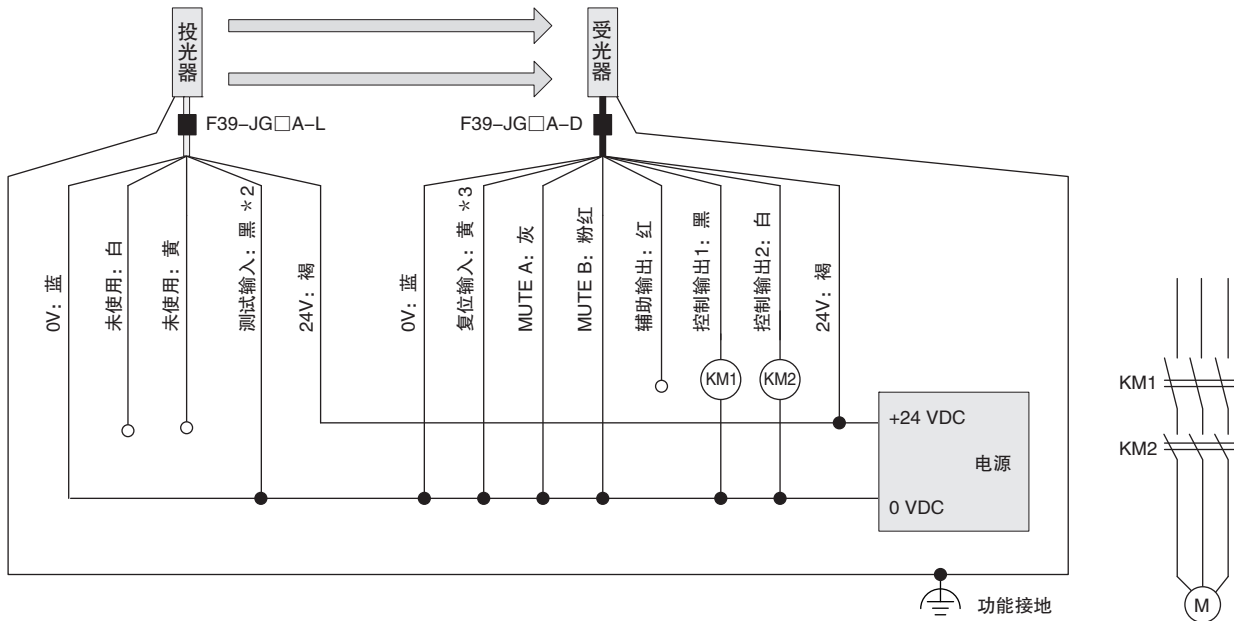 投光器
受光器
F39-JG□A-L
F39-JG□A-D
0V: 蓝
未使用: 白
未使用: 黄
测试输入: 黑 *2
24V: 褐
0V: 蓝
复位输入: 黄 *3
MUTE A: 灰
MUTE B: 粉红
辅助输出: 红
控制输出1: 黑
控制输出2: 白
24V: 褐
KM1
KM2
+24 VDC
电源
0 VDC
功能接地
KM1
KM2
M